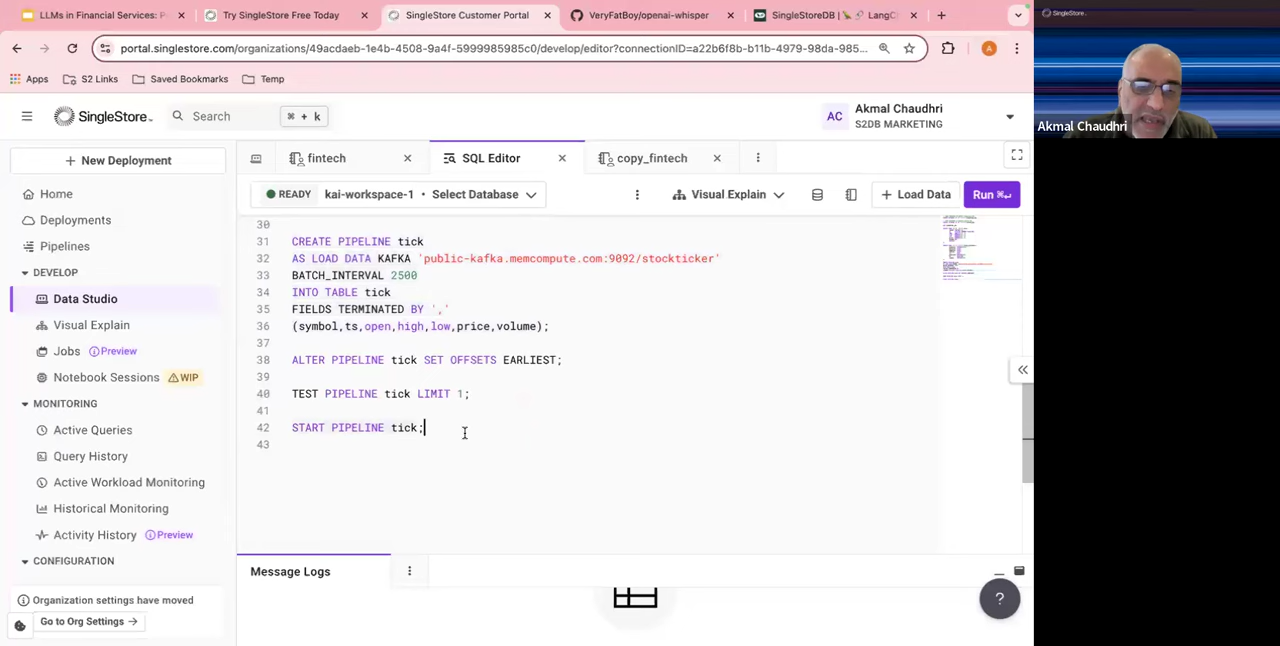 LLMs in Financial Services: P
Try SingleStore Free Today
SingleStore Customer Portal
VeryFatBoy/openai-whisper
SingleStoreDB | 🦜️🔗 LangC
portal.singlestore.com/organizations/49acdaeb-1e4b-4508-9a4f-5999985985c0/develop/editor?connectionID=a22b6f8b-b11b-4979-98da-985...
Apps
S2 Links
Saved Bookmarks
Temp
SingleStore
Search
⌘ + k
AC
Akmal Chaudhri
S2DB MARKETING
+ New Deployment
Home
Deployments
Pipelines
DEVELOP
Data Studio
Visual Explain
Jobs Preview
Notebook Sessions WIP
MONITORING
Active Queries
Query History
Active Workload Monitoring
Historical Monitoring
Activity History Preview
CONFIGURATION
Organization settings have moved
Go to Org Settings →
fintech
SQL Editor
copy_fintech
READY kai-workspace-1 • Select Database
Visual Explain
+ Load Data
Run ⌘↵
30
31 CREATE PIPELINE tick
32 AS LOAD DATA KAFKA 'public-kafka.memcompute.com:9092/stockticker'
33 BATCH_INTERVAL 2500
34 INTO TABLE tick
35 FIELDS TERMINATED BY ','
36 (symbol,ts,open,high,low,price,volume);
37
38 ALTER PIPELINE tick SET OFFSETS EARLIEST;
39
40 TEST PIPELINE tick LIMIT 1;
41
42 START PIPELINE tick;
43
Message Logs
?
SingleStore
Akmal Chaudhri